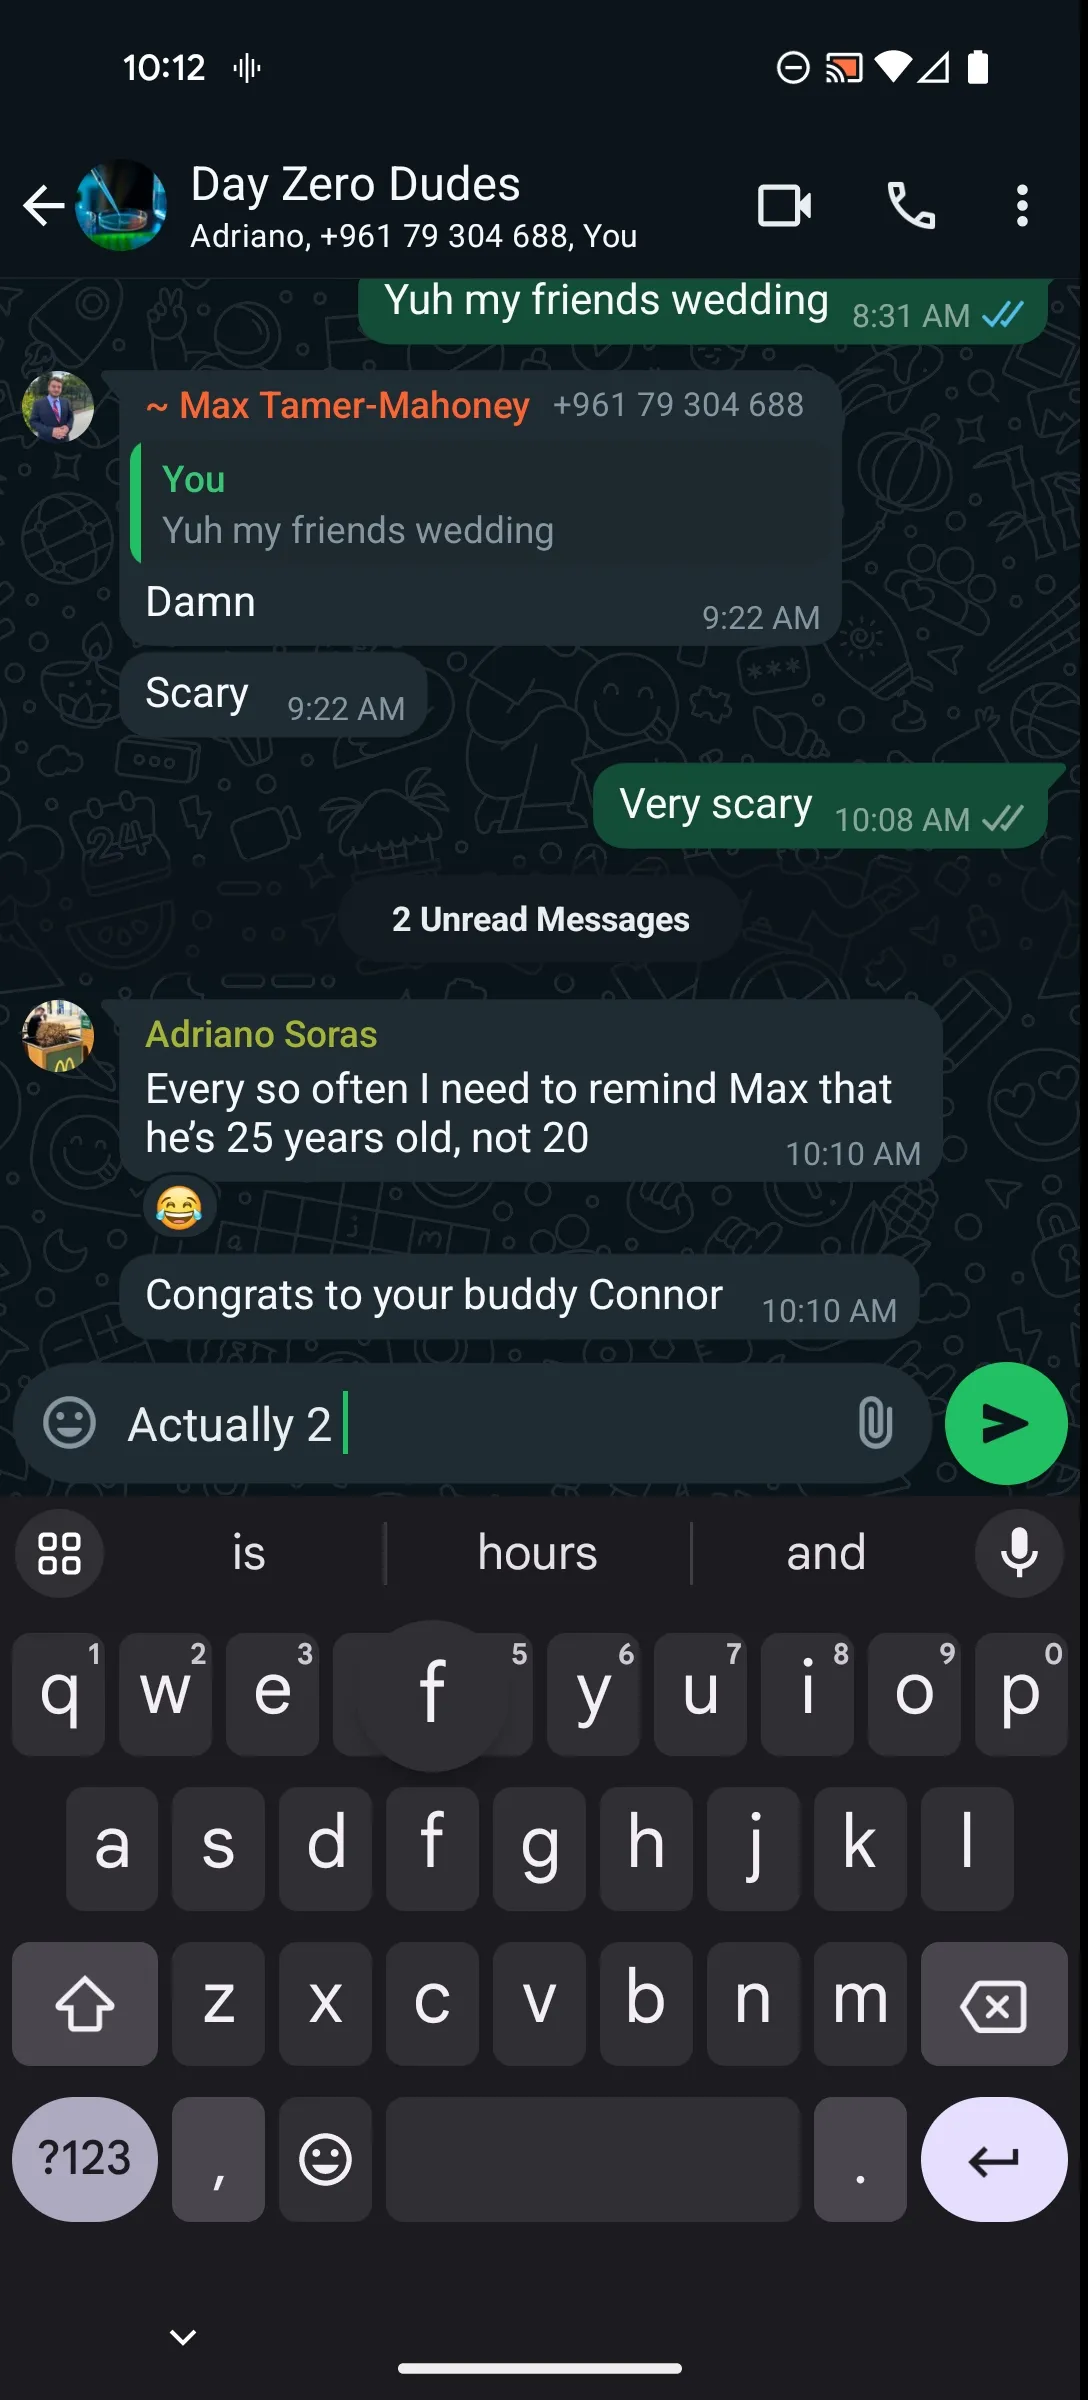 10:12
Day Zero Dudes
Adriano, +961 79 304 688, You
Yuh my friends wedding 8:31 AM
~ Max Tamer-Mahoney +961 79 304 688
You
Yuh my friends wedding
Damn 9:22 AM
Scary 9:22 AM
Very scary 10:08 AM
2 Unread Messages
Adriano Soras
Every so often I need to remind Max that
he’s 25 years old, not 20 10:10 AM
Congrats to your buddy Connor 10:10 AM
Actually 2
is hours and
q 1 w 2 e 3 f 5 y 6 u 7 i 8 o 9 p 0
a s d f g h j k l
z x c v b n m
?123 , .